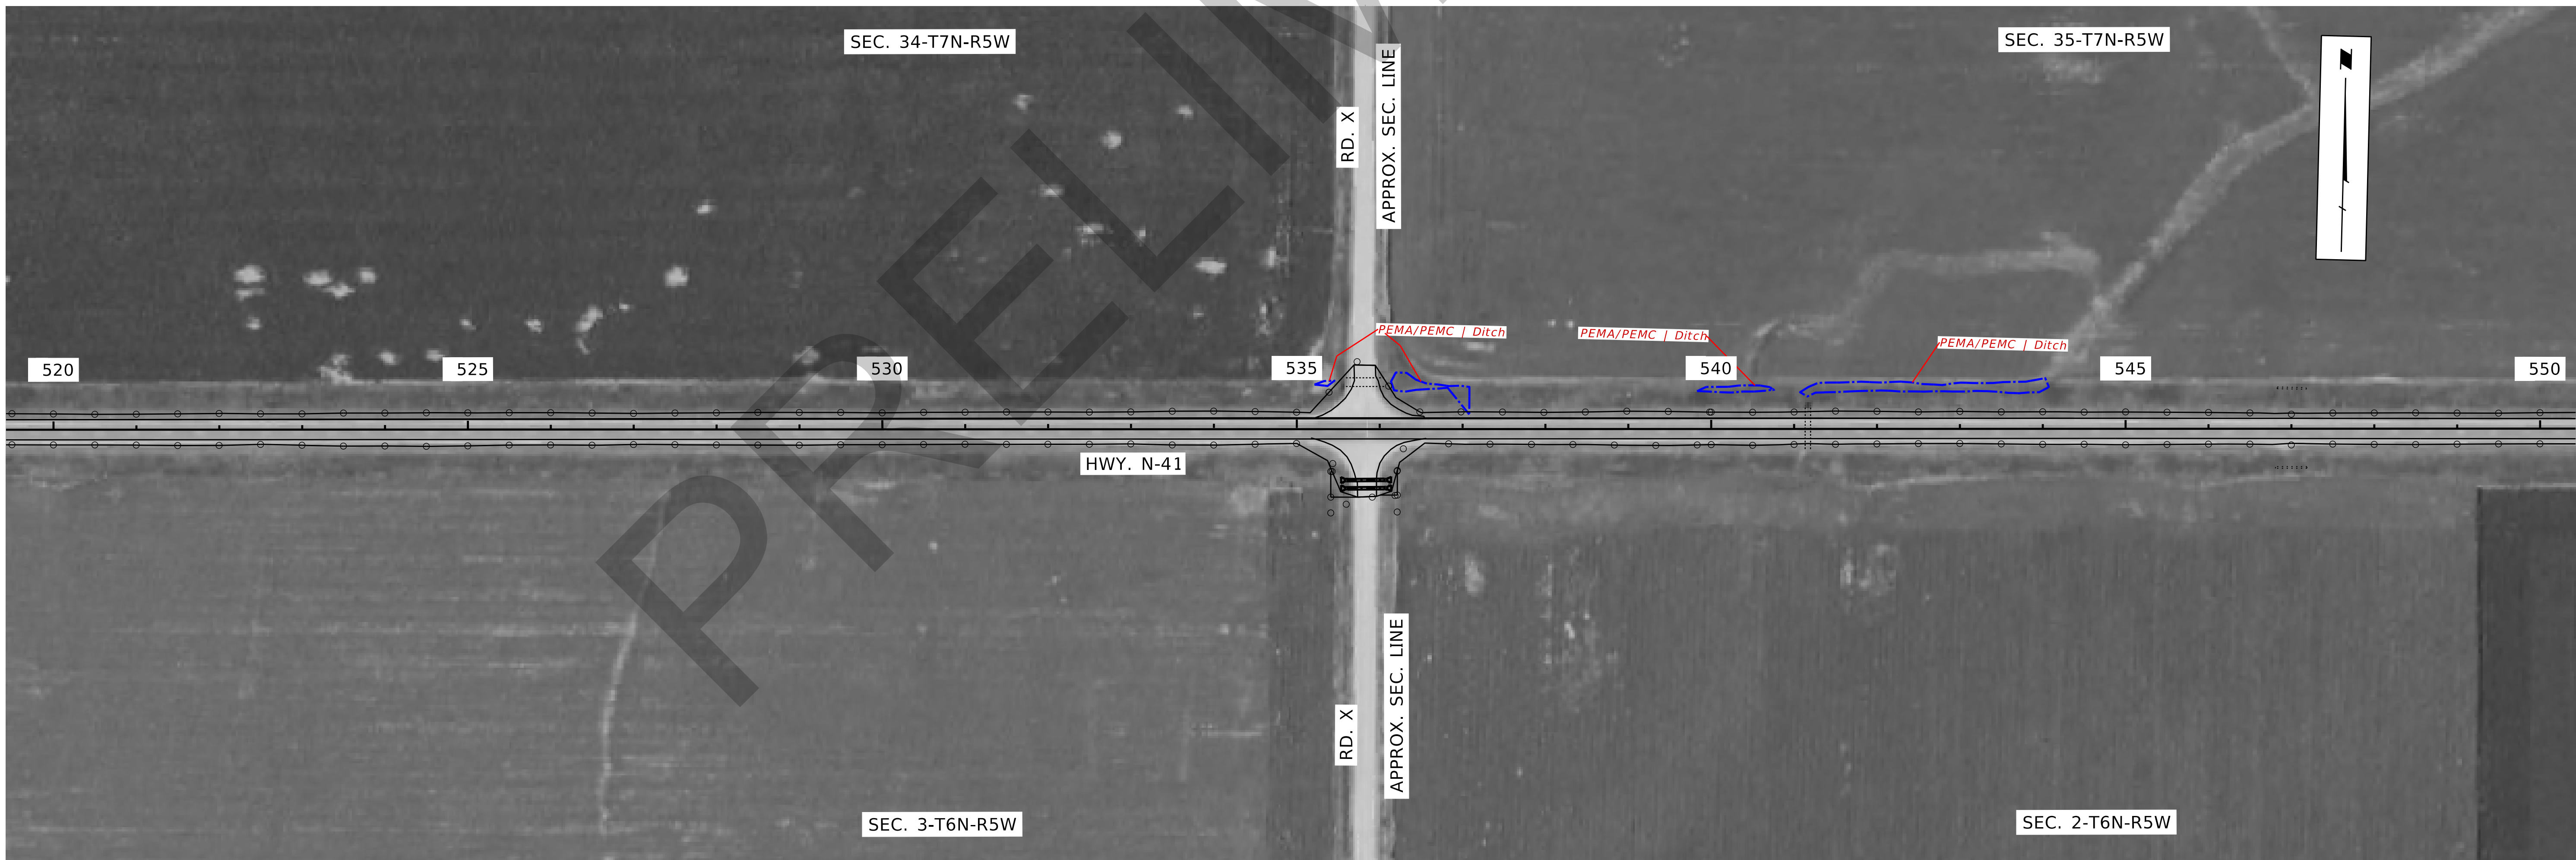 SEC. 34-T7N-R5W
SEC. 35-T7N-R5W
RD. X
APPROX. SEC. LINE
PEMA/PEMC | Ditch
PEMA/PEMC | Ditch
PEMA/PEMC | Ditch
520
525
530
535
540
545
550
HWY. N-41
RD. X
APPROX. SEC. LINE
SEC. 3-T6N-R5W
SEC. 2-T6N-R5W
PRELIM